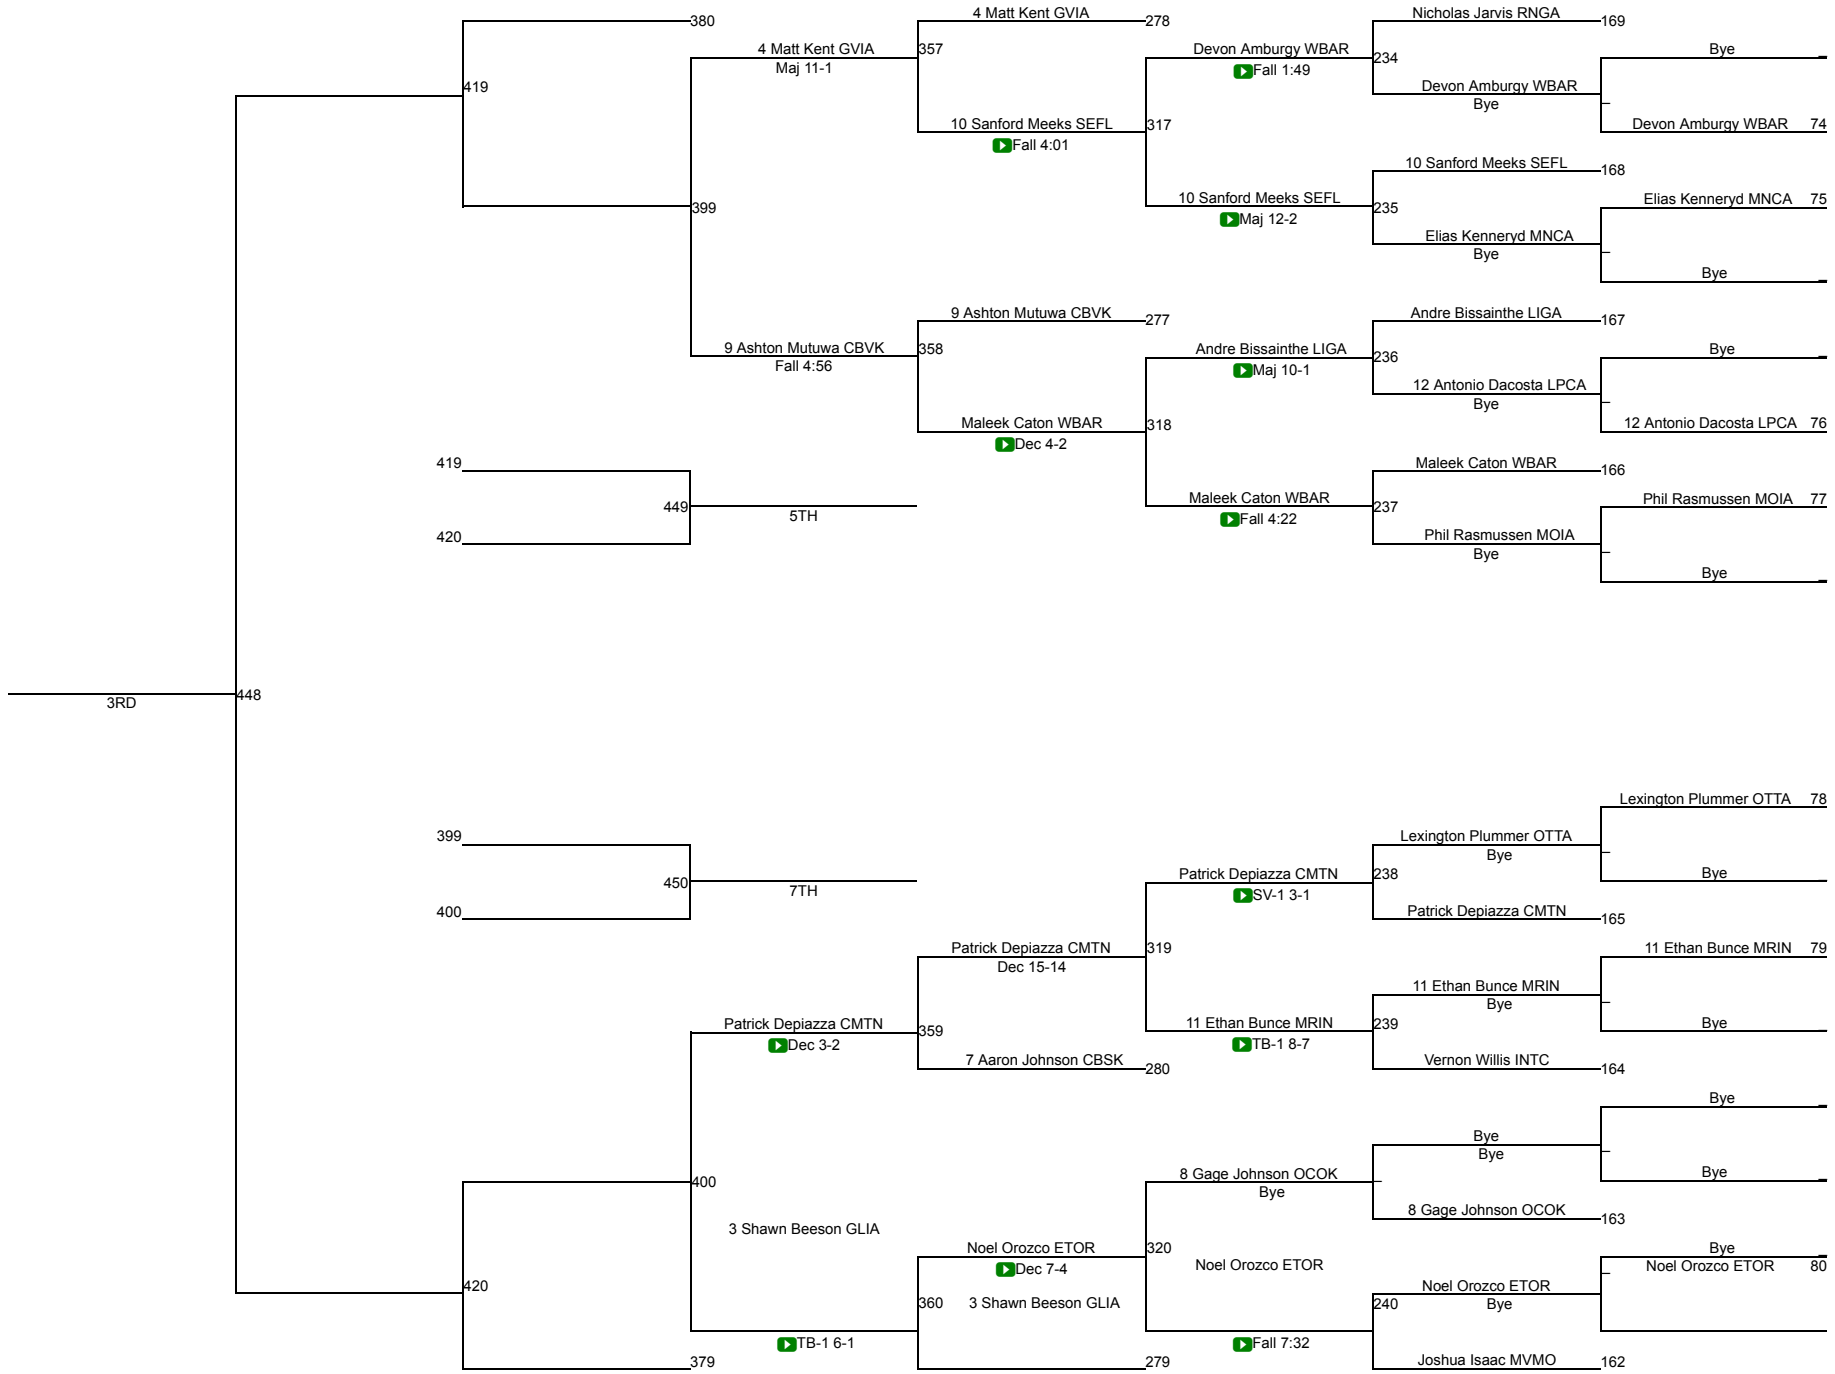 380
4 Matt Kent GVIA
278
Nicholas Jarvis RNGA
169
4 Matt Kent GVIA
357
Devon Amburgy WBAR
234
Bye
Maj 11-1
Fall 1:49
419
Devon Amburgy WBAR
Bye
10 Sanford Meeks SEFL
317
Devon Amburgy WBAR 74
Fall 4:01
10 Sanford Meeks SEFL
168
399
10 Sanford Meeks SEFL
235
Elias Kenneryd MNCA 75
Maj 12-2
Elias Kenneryd MNCA
Bye
Bye
9 Ashton Mutuwa CBVK
277
Andre Bissainthe LIGA
167
9 Ashton Mutuwa CBVK
358
Andre Bissainthe LIGA
236
Bye
Fall 4:56
Maj 10-1
12 Antonio Dacosta LPCA
Bye
Maleek Caton WBAR
318
12 Antonio Dacosta LPCA 76
Dec 4-2
419
Maleek Caton WBAR
166
449
5TH
Maleek Caton WBAR
237
Phil Rasmussen MOIA 77
Fall 4:22
420
Phil Rasmussen MOIA
Bye
Bye
3RD
448
Lexington Plummer OTTA 78
399
Lexington Plummer OTTA
Bye
450
7TH
Patrick Depiazza CMTN
238
Bye
SV-1 3-1
400
Patrick Depiazza CMTN
165
Patrick Depiazza CMTN
319
11 Ethan Bunce MRIN 79
Dec 15-14
11 Ethan Bunce MRIN
Bye
Patrick Depiazza CMTN
359
11 Ethan Bunce MRIN
239
Bye
Dec 3-2
TB-1 8-7
7 Aaron Johnson CBSK
280
Vernon Willis INTC
164
Bye
Bye
Bye
400
8 Gage Johnson OCOK
Bye
Bye
8 Gage Johnson OCOK
163
3 Shawn Beeson GLIA
Noel Orozco ETOR
320
Bye
Dec 7-4
Noel Orozco ETOR
Noel Orozco ETOR 80
420
Noel Orozco ETOR
360
3 Shawn Beeson GLIA
240
Bye
TB-1 6-1
Fall 7:32
379
279
Joshua Isaac MVMO
162